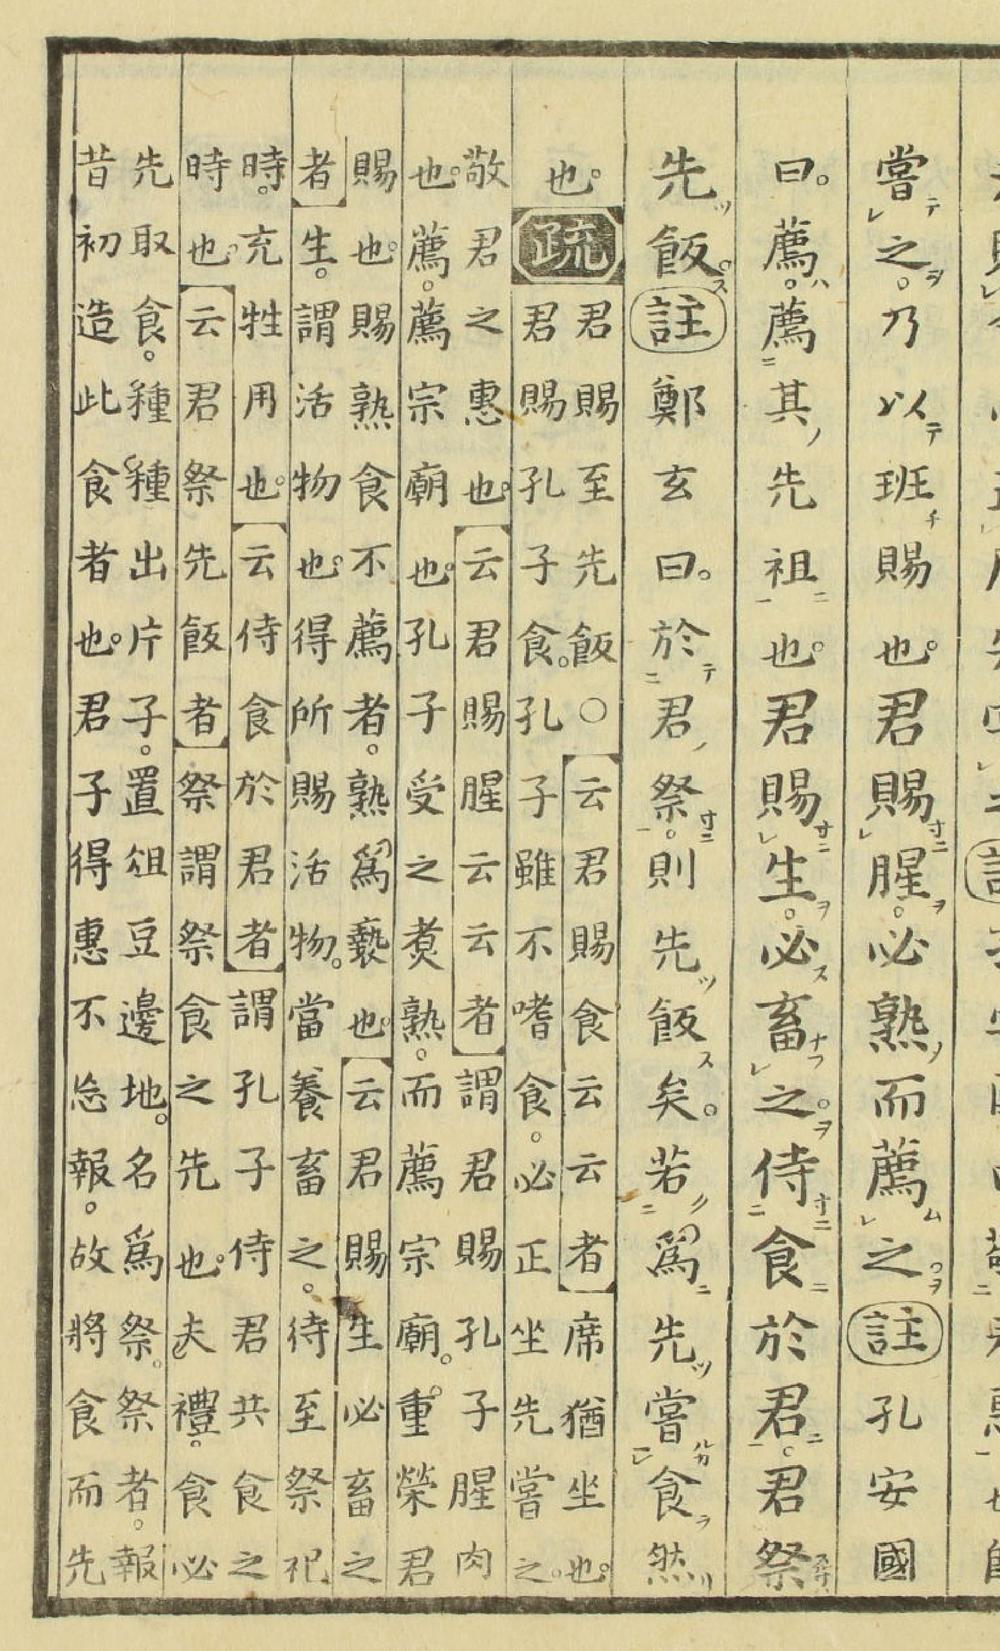 嘗之。乃以班賜也。君賜腥。必熟而薦之。註孔安國
曰。薦。薦其先祖也。君賜生。必畜之。侍食於君。君祭
先飯。註鄭玄曰。於君祭。則先飯矣。若爲先嘗食然
也。疏
君賜至先飯○云君賜食云云者席猶坐也。
君賜孔子食。孔子雖不嗜食。必正坐先嘗之。
敬君之惠也。云君賜腥云云者謂君賜孔子腥肉
也。薦。薦宗廟也。孔子受之煑熟。而薦宗廟。重榮君
賜也。賜熟食不薦者。熟爲褻也。云君賜生必畜之
者生。謂活物也。得所賜活物。當養畜之。待至祭祀
時。充牲用也。云侍食於君者謂孔子侍君共食之
時也。云君祭先飯者祭謂祭食之先也。夫禮。食必
先取食。種種出片子。置俎豆邊地。名爲祭。祭者。報
昔初造此食者也。君子得惠不忘報。故將食而先